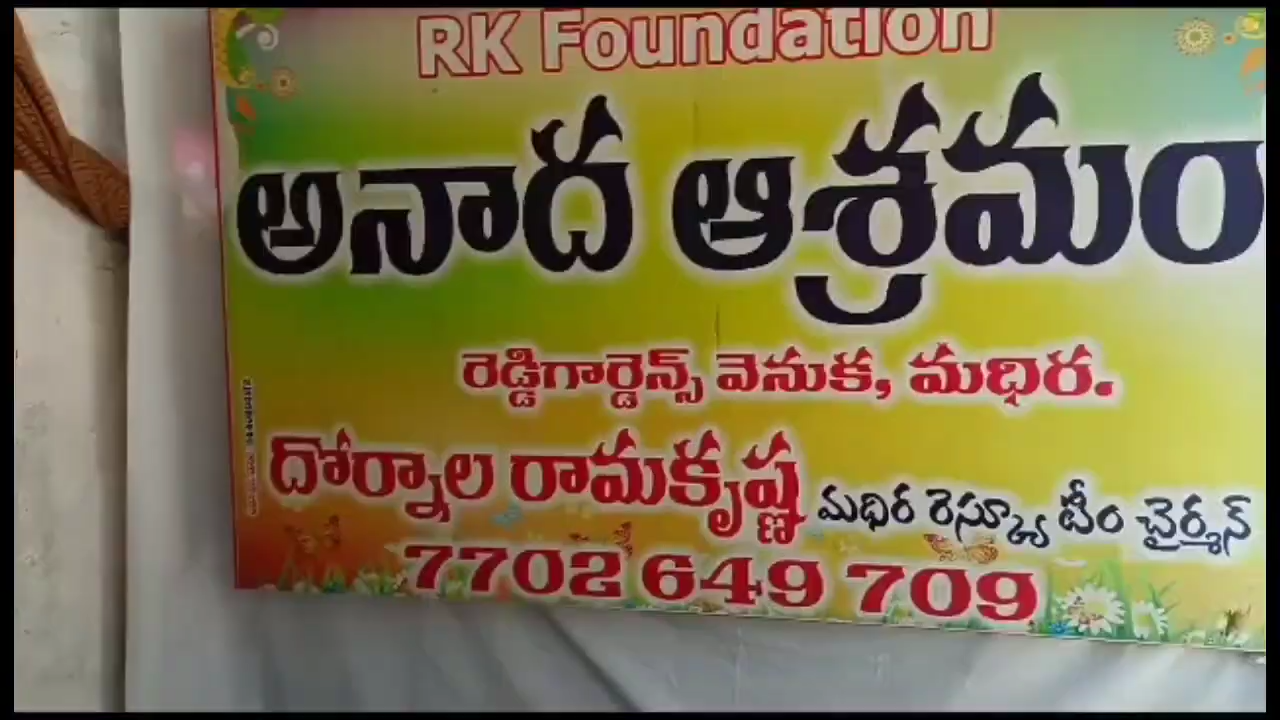 RK Foundation
అనాద ఆశ్రమం
రెడ్డిగార్డెన్స్ వెనుక, మధిర.
దోర్నాల రామకృష్ణ మధిర రెస్క్యూ టీం చైర్మన్
7702 649 709